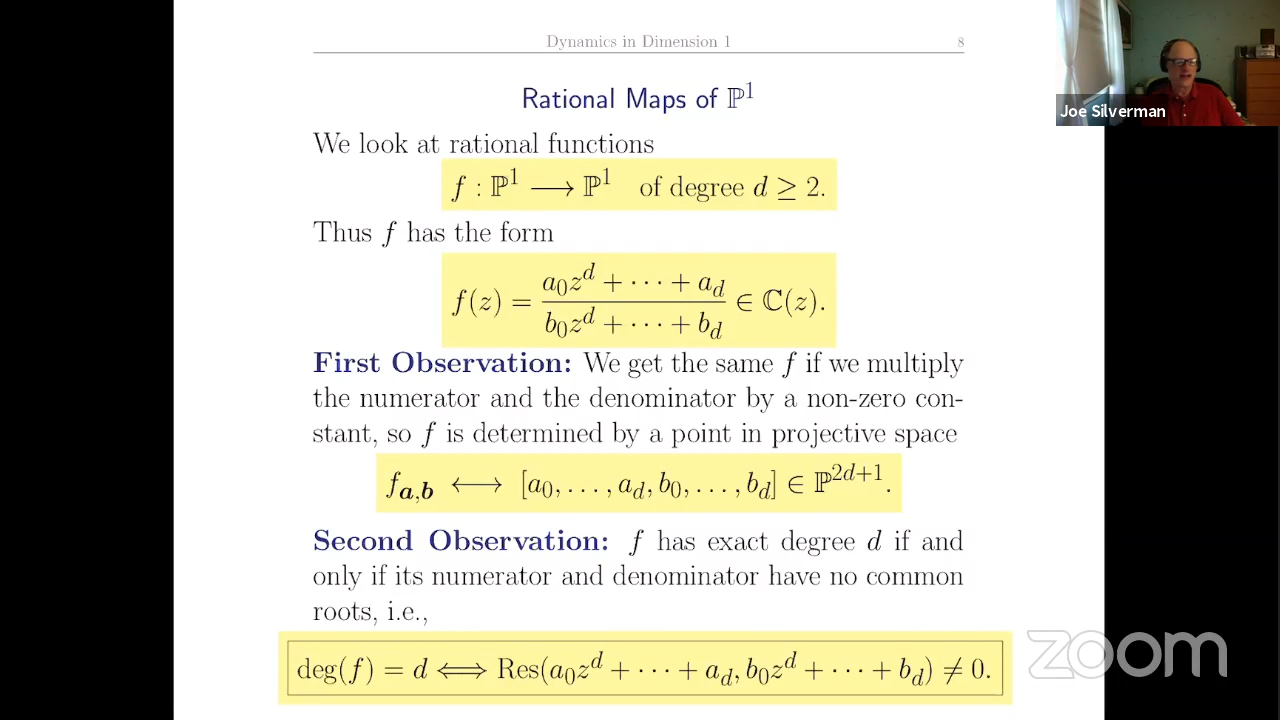 Dynamics in Dimension 1 8
Rational Maps of ℙ¹
We look at rational functions
f : ℙ¹ ⟶ ℙ¹ of degree d ≥ 2.
Thus f has the form
f(z) = (a₀z^d + ⋯ + a_d)/(b₀z^d + ⋯ + b_d) ∈ ℂ(z).
First Observation: We get the same f if we multiply
the numerator and the denominator by a non-zero con-
stant, so f is determined by a point in projective space
f_{a,b} ⟷ [a₀, …, a_d, b₀, …, b_d] ∈ ℙ^{2d+1}.
Second Observation: f has exact degree d if and
only if its numerator and denominator have no common
roots, i.e.,
deg(f) = d ⟺ Res(a₀z^d + ⋯ + a_d, b₀z^d + ⋯ + b_d) ≠ 0.
Joe Silverman
zoom